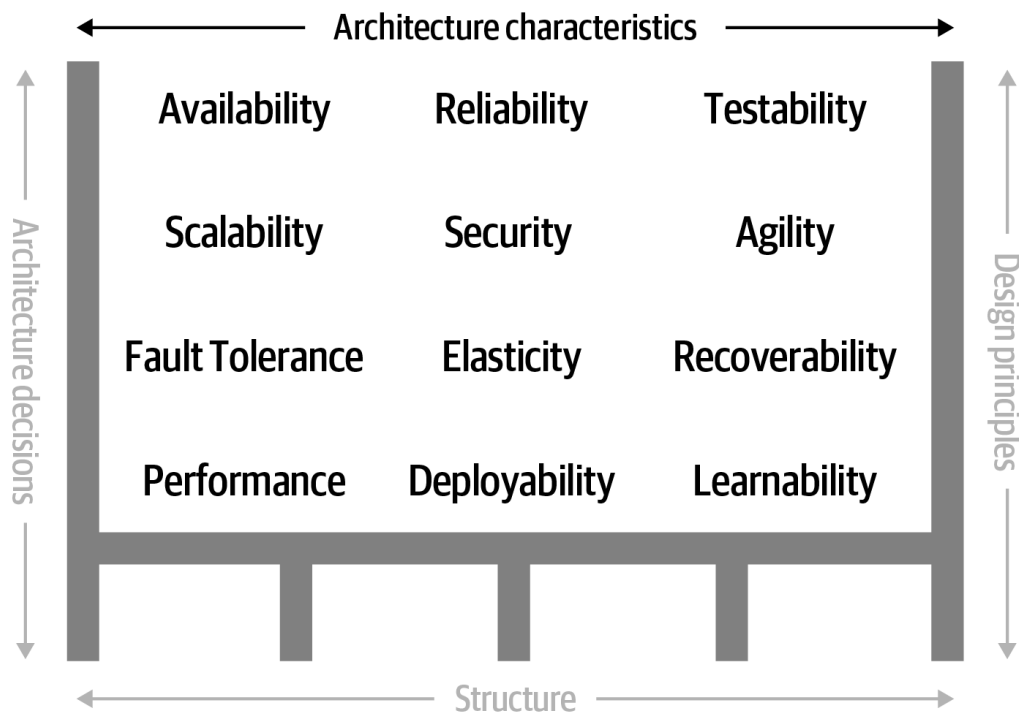 Architecture characteristics
Architecture decisions
Availability Reliability Testability
Scalability Security Agility
Fault Tolerance Elasticity Recoverability
Performance Deployability Learnability
Design principles
Structure